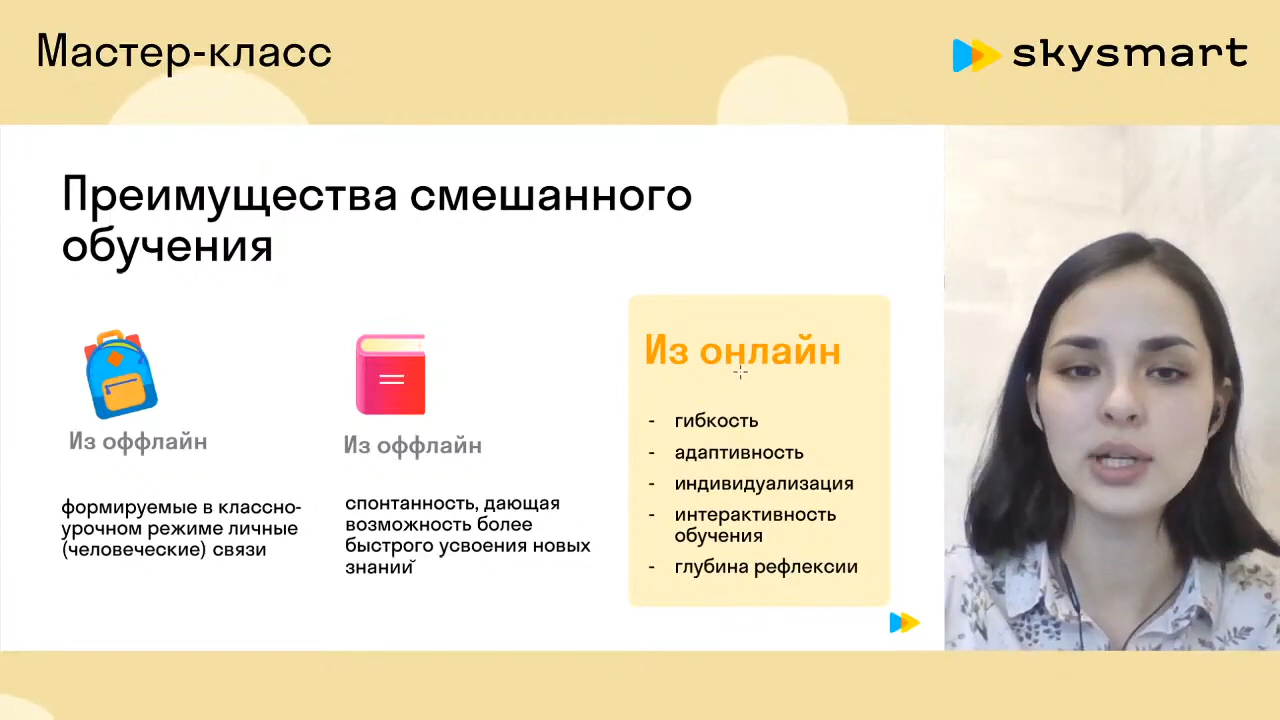 Мастер-класс
skysmart
Преимущества смешанного
обучения
Из оффлайн
формируемые в классно-
урочном режиме личные
(человеческие) связи
Из оффлайн
спонтанность, дающая
возможность более
быстрого усвоения новых
знаний
Из онлайн
- гибкость
- адаптивность
- индивидуализация
- интерактивность
обучения
- глубина рефлексии